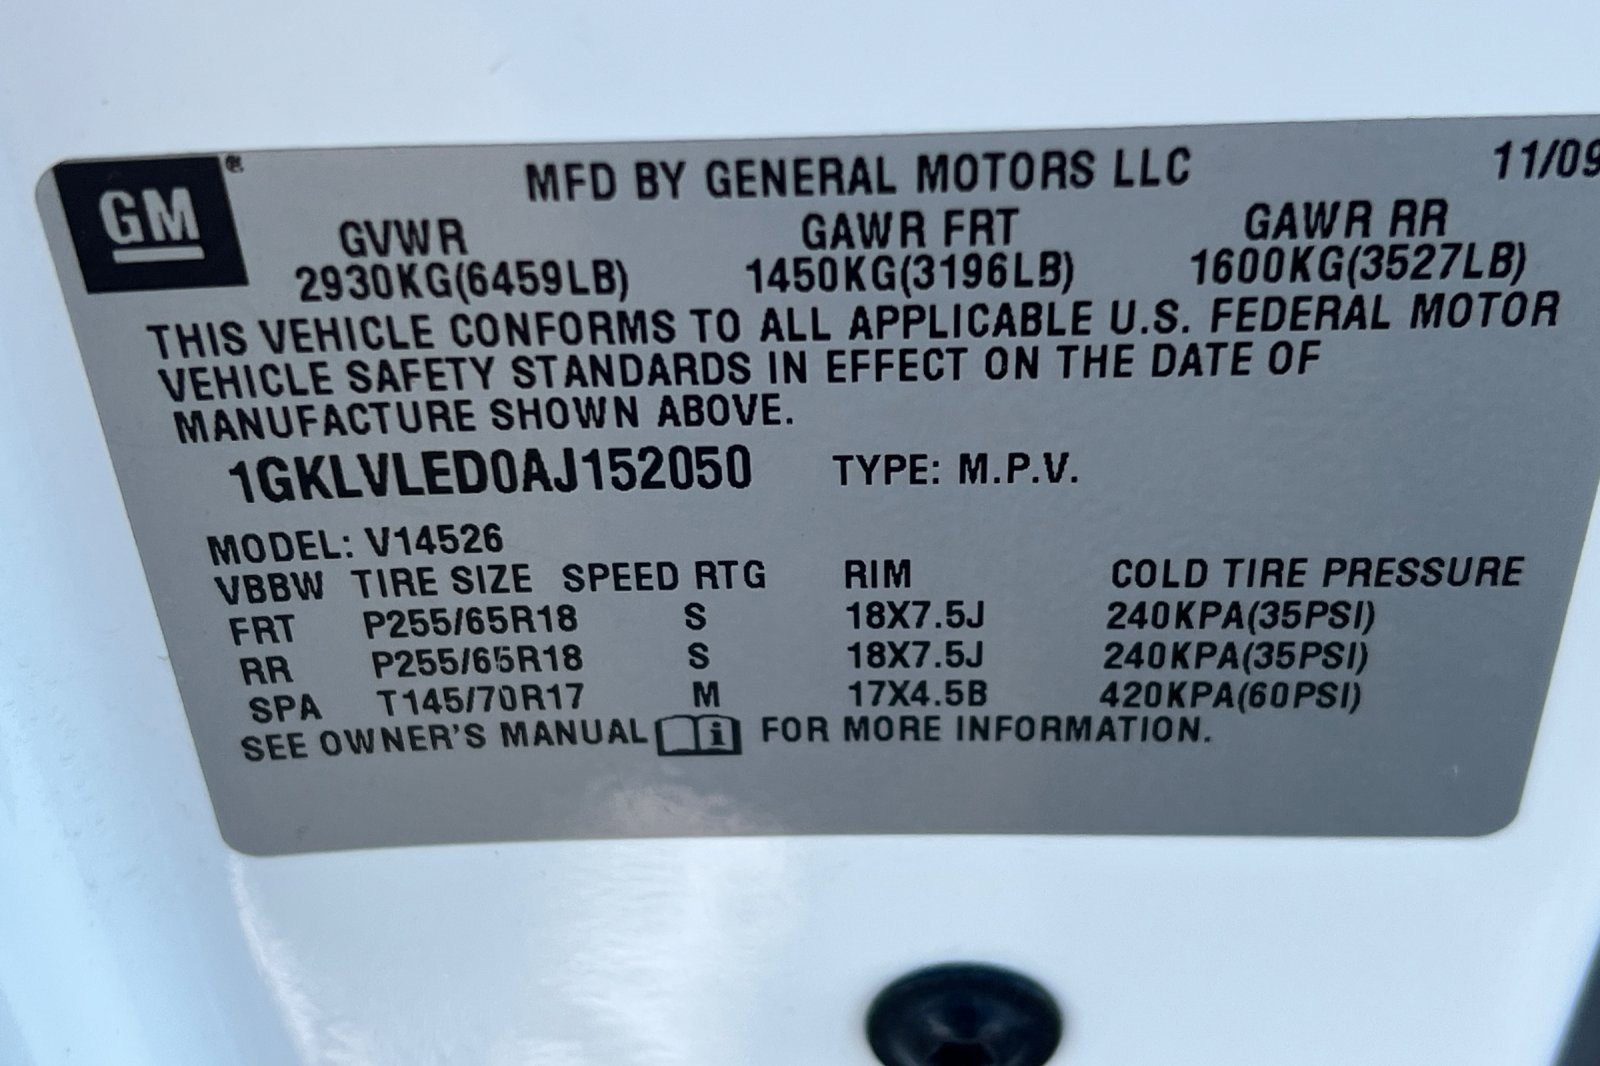 GM ®
MFD BY GENERAL MOTORS LLC 11/09
GVWR GAWR FRT GAWR RR
2930KG(6459LB) 1450KG(3196LB) 1600KG(3527LB)
THIS VEHICLE CONFORMS TO ALL APPLICABLE U.S. FEDERAL MOTOR
VEHICLE SAFETY STANDARDS IN EFFECT ON THE DATE OF
MANUFACTURE SHOWN ABOVE.
1GKLVLED0AJ152050 TYPE: M.P.V.
MODEL: V14526
VBBW TIRE SIZE SPEED RTG RIM COLD TIRE PRESSURE
FRT P255/65R18 S 18X7.5J 240KPA(35PSI)
RR P255/65R18 S 18X7.5J 240KPA(35PSI)
SPA T145/70R17 M 17X4.5B 420KPA(60PSI)
SEE OWNER'S MANUAL i FOR MORE INFORMATION.